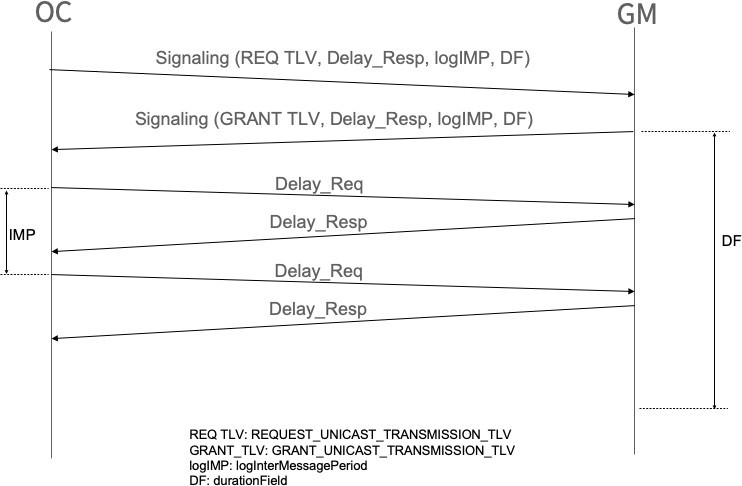 OC
GM
Signaling (REQ TLV, Delay_Resp, logIMP, DF)
Signaling (GRANT TLV, Delay_Resp, logIMP, DF)
Delay_Req
Delay_Resp
IMP
DF
Delay_Req
Delay_Resp
REQ TLV: REQUEST_UNICAST_TRANSMISSION_TLV
GRANT_TLV: GRANT_UNICAST_TRANSMISSION_TLV
logIMP: logInterMessagePeriod
DF: durationField